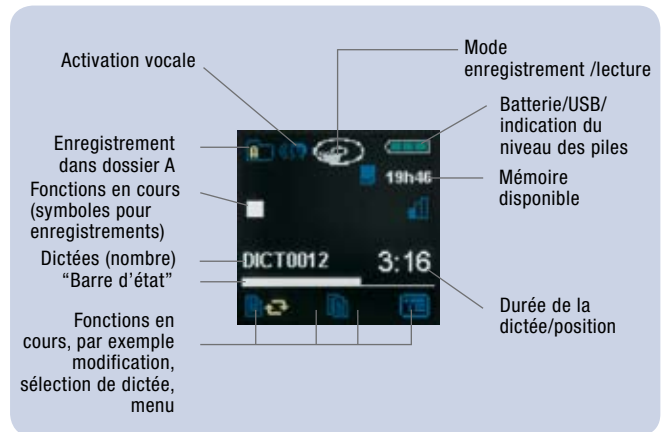 Activation vocale
Mode
enregistrement /lecture
Batterie/USB/
indication du
niveau des piles
Enregistrement
dans dossier A
Fonctions en cours
(symboles pour
enregistrements)
Mémoire
disponible
Dictées (nombre)
“Barre d’état”
Durée de la
dictée/position
Fonctions en
cours, par exemple
modification,
sélection de dictée,
menu
A
19h46
DICT0012
3:16